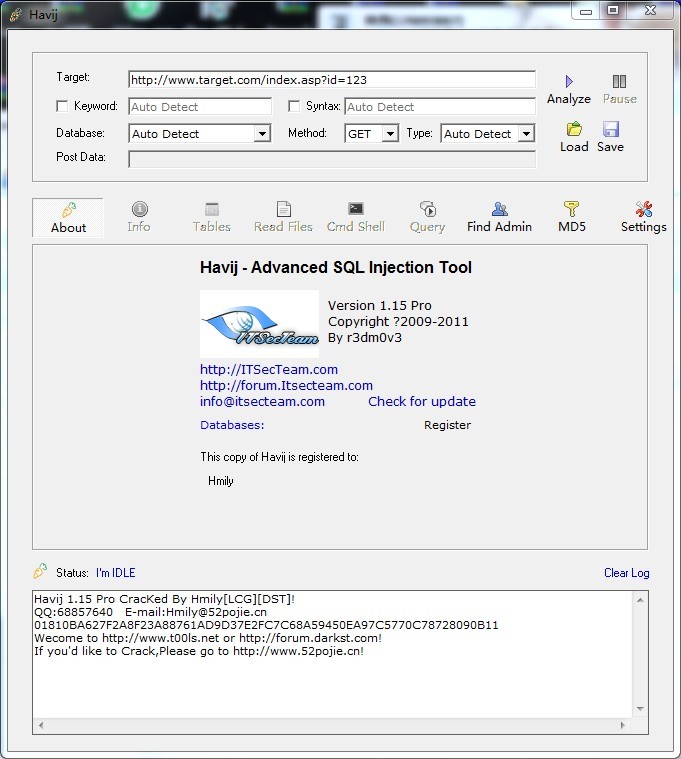 Havij
Target:
http://www.target.com/index.asp?id=123
Analyze
Pause
Keyword:
Auto Detect
Syntax:
Auto Detect
Database:
Auto Detect
Method:
GET
Type:
Auto Detect
Load
Save
Post Data:
About
Info
Tables
Read Files
Cmd Shell
Query
Find Admin
MD5
Settings
Havij - Advanced SQL Injection Tool
ITSecTeam
Version 1.15 Pro
Copyright ?2009-2011
By r3dm0v3
http://ITSecTeam.com
http://forum.Itsecteam.com
info@itsecteam.com
Check for update
Databases:
Register
This copy of Havij is registered to:
Hmily
Status: I'm IDLE
Clear Log
Havij 1.15 Pro CracKed By Hmily[LCG][DST]!
QQ:68857640 E-mail:Hmily@52pojie.cn
01810BA627F2A8F23A88761AD9D37E2FC7C68A59450EA97C5770C78728090B11
Wecome to http://www.t00ls.net or http://forum.darkst.com!
If you'd like to Crack,Please go to http://www.52pojie.cn!